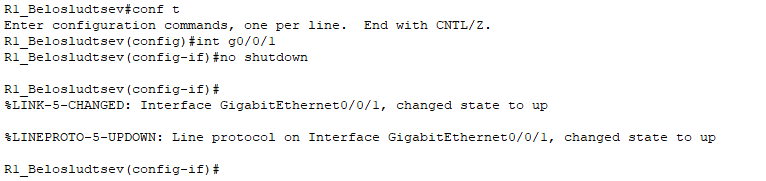 R1_Belosludtsev#conf t
Enter configuration commands, one per line.  End with CNTL/Z.
R1_Belosludtsev(config)#int g0/0/1
R1_Belosludtsev(config-if)#no shutdown
R1_Belosludtsev(config-if)#
%LINK-5-CHANGED: Interface GigabitEthernet0/0/1, changed state to up
%LINEPROTO-5-UPDOWN: Line protocol on Interface GigabitEthernet0/0/1, changed state to up
R1_Belosludtsev(config-if)#